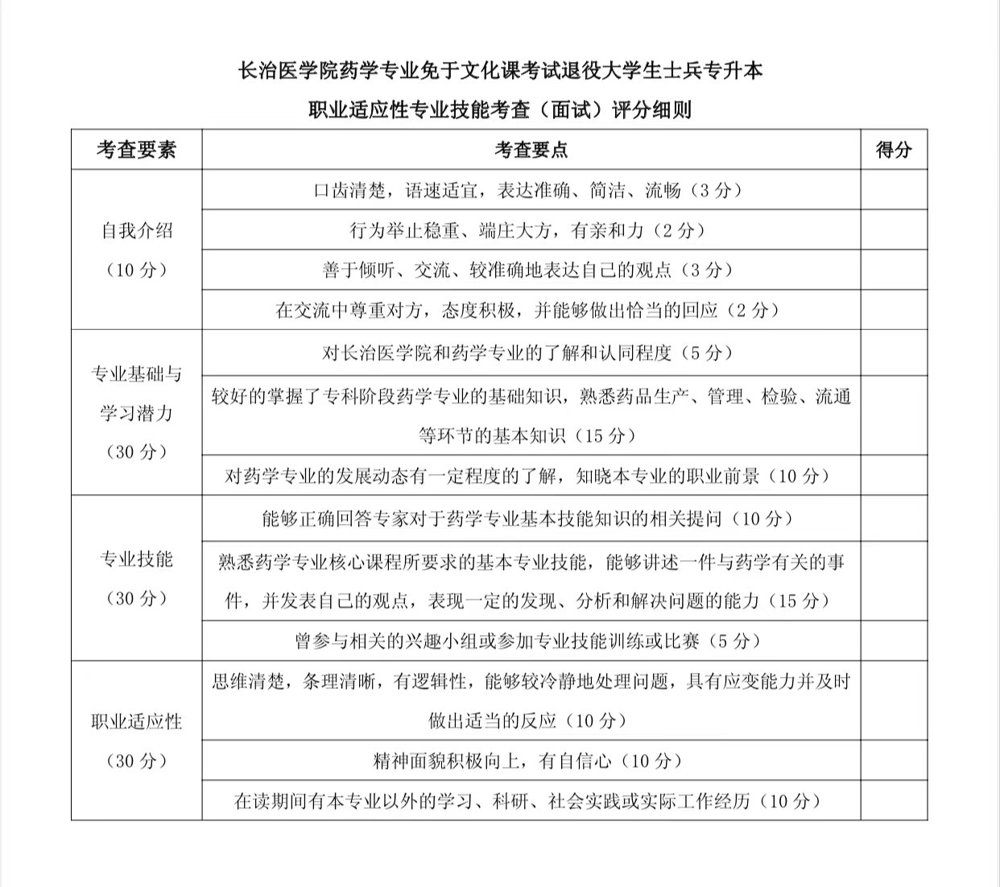 长治医学院药学专业免于文化课考试退役大学生士兵专升本
职业适应性专业技能考查（面试）评分细则
考查要素
考查要点
得分
自我介绍
（10 分）
口齿清楚，语速适宜，表达准确、简洁、流畅（3 分）
行为举止稳重、端庄大方，有亲和力（2 分）
善于倾听、交流、较准确地表达自己的观点（3 分）
在交流中尊重对方，态度积极，并能够做出恰当的回应（2 分）
专业基础与
学习潜力
（30 分）
对长治医学院和药学专业的了解和认同程度（5 分）
较好的掌握了专科阶段药学专业的基础知识，熟悉药品生产、管理、检验、流通
等环节的基本知识（15 分）
对药学专业的发展动态有一定程度的了解，知晓本专业的职业前景（10 分）
专业技能
（30 分）
能够正确回答专家对于药学专业基本技能知识的相关提问（10 分）
熟悉药学专业核心课程所要求的基本专业技能，能够讲述一件与药学有关的事
件，并发表自己的观点，表现一定的发现、分析和解决问题的能力（15 分）
曾参与相关的兴趣小组或参加专业技能训练或比赛（5 分）
职业适应性
（30 分）
思维清楚，条理清晰，有逻辑性，能够较冷静地处理问题，具有应变能力并及时
做出适当的反应（10 分）
精神面貌积极向上，有自信心（10 分）
在读期间有本专业以外的学习、科研、社会实践或实际工作经历（10 分）